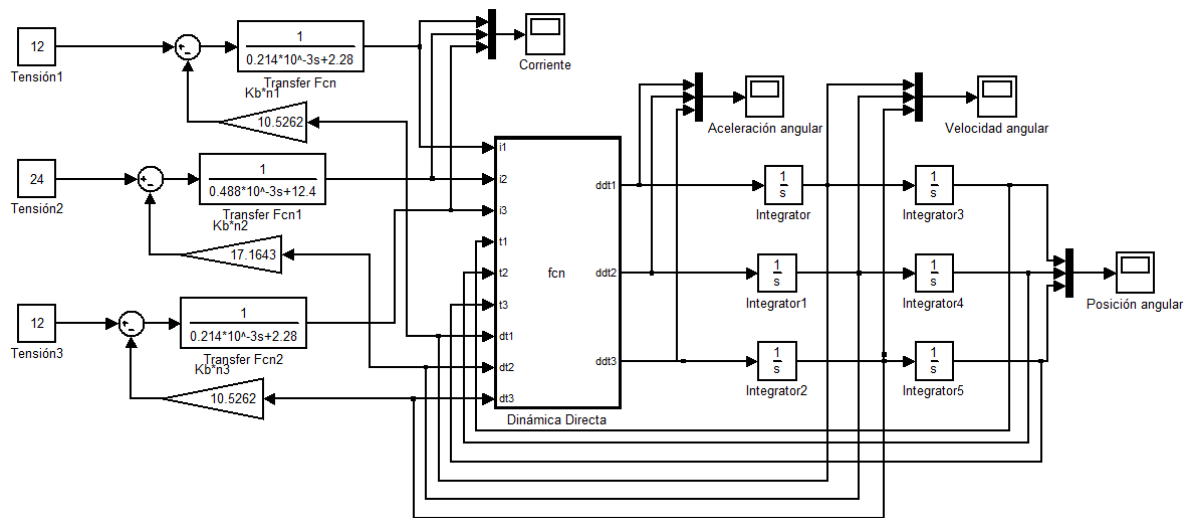 12
Tensión1
1
0.214*10^-3s+2.28
Transfer Fcn
Corriente
Kb*n1
10.5262
24
Tensión2
1
0.488*10^-3s+12.4
Transfer Fcn1
Kb*n2
17.1643
12
Tensión3
1
0.214*10^-3s+2.28
Transfer Fcn2
Kb*n3
10.5262
i1
i2
i3
t1
t2
t3
dt1
dt2
dt3
fcn
ddt1
ddt2
ddt3
Dinámica Directa
Aceleración angular
Velocidad angular
1
s
Integrator
1
s
Integrator3
1
s
Integrator1
1
s
Integrator4
1
s
Integrator2
1
s
Integrator5
Posición angular